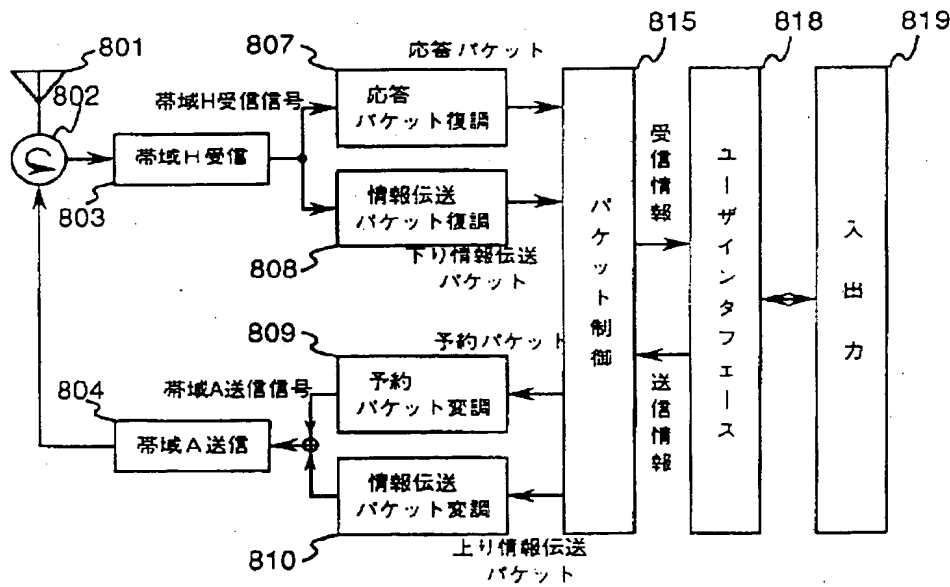 801
802
帯域H受信
803
帯域H受信信号
807
応答パケット
応答
パケット復調
情報伝送
パケット復調
808
下り情報伝送
パケット
809
予約パケット
予約
パケット変調
帯域A送信信号
804
帯域A送信
情報伝送
パケット変調
810
上り情報伝送
パケット
815
パケット制御
受信情報
送信情報
818
ユーザインタフェース
819
入出力